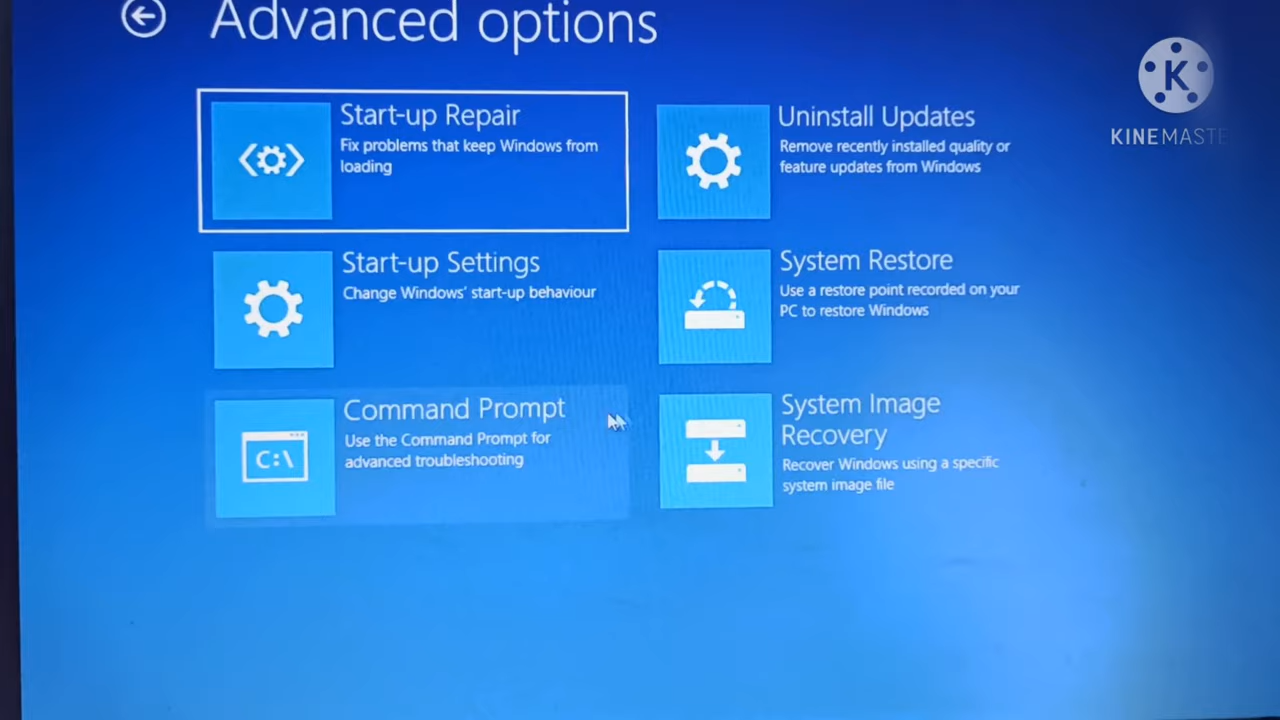 Advanced options
Start-up Repair
Fix problems that keep Windows from
loading
Uninstall Updates
Remove recently installed quality or
feature updates from Windows
Start-up Settings
Change Windows' start-up behaviour
System Restore
Use a restore point recorded on your
PC to restore Windows
Command Prompt
Use the Command Prompt for
advanced troubleshooting
C:\
System Image
Recovery
Recover Windows using a specific
system image file
K
KINEMASTE